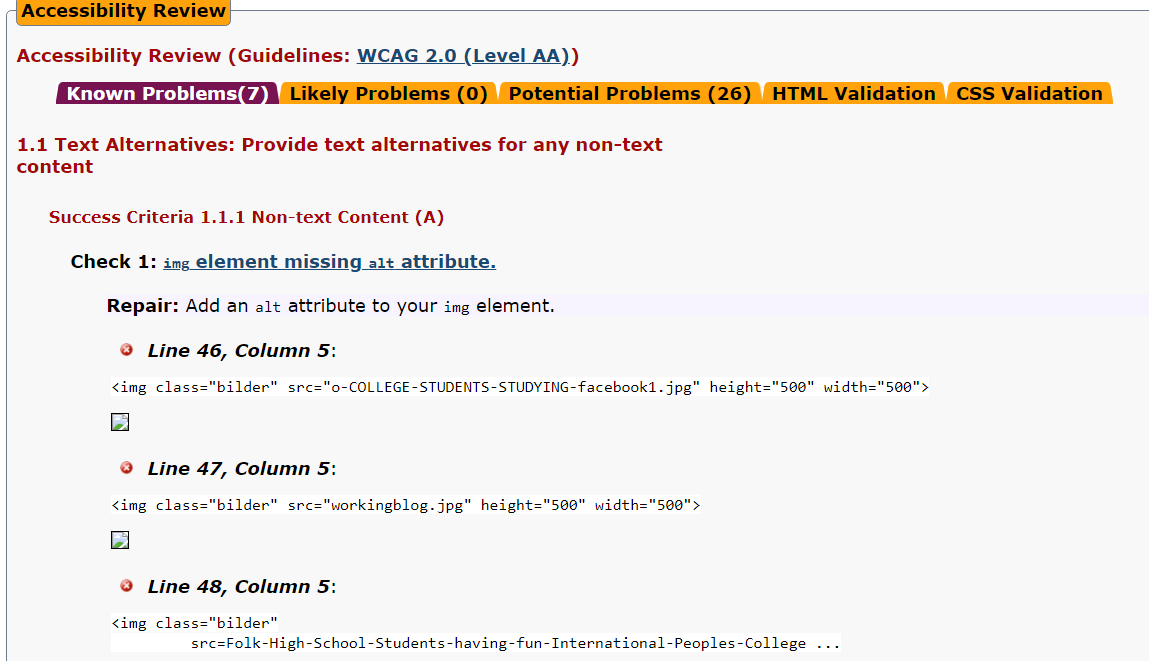 Accessibility Review
Accessibility Review (Guidelines: WCAG 2.0 (Level AA))
Known Problems(7) Likely Problems (0) Potential Problems (26) HTML Validation CSS Validation
1.1 Text Alternatives: Provide text alternatives for any non-text
content
Success Criteria 1.1.1 Non-text Content (A)
Check 1: img element missing alt attribute.
Repair: Add an alt attribute to your img element.
Line 46, Column 5:
<img class="bilder" src="o-COLLEGE-STUDENTS-STUDYING-facebook1.jpg" height="500" width="500">
Line 47, Column 5:
<img class="bilder" src="workingblog.jpg" height="500" width="500">
Line 48, Column 5:
<img class="bilder"
src=Folk-High-School-Students-having-fun-International-Peoples-College ...